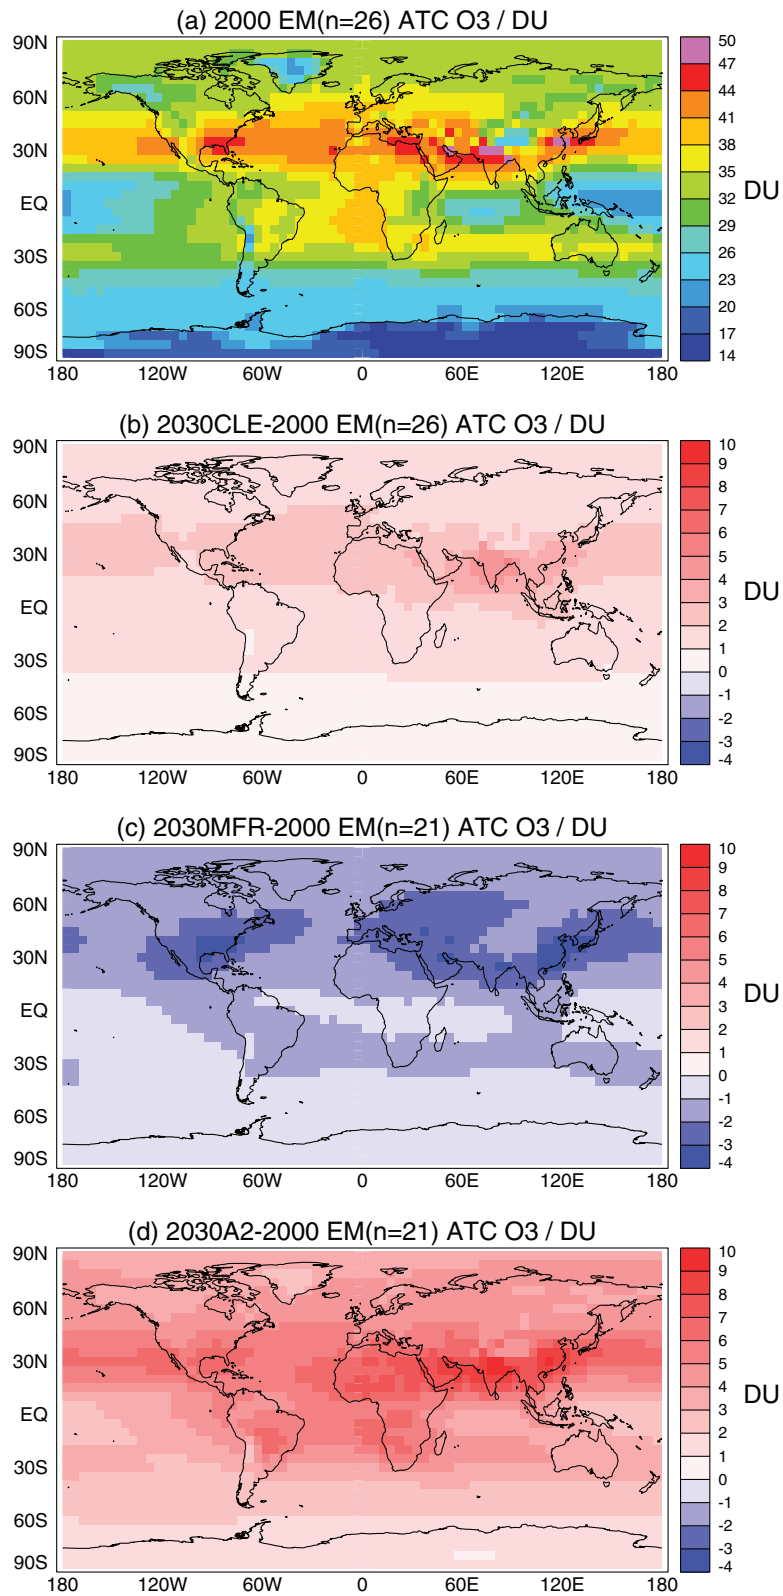 (a) 2000 EM(n=26) ATC O3 / DU
90N
60N
30N
EQ
30S
60S
90S
180 120W 60W 0 60E 120E 180
50
47
44
41
38
35
32
29
26
23
20
17
14
DU
(b) 2030CLE-2000 EM(n=26) ATC O3 / DU
90N
60N
30N
EQ
30S
60S
90S
180 120W 60W 0 60E 120E 180
10
9
8
7
6
5
4
3
2
1
0
-1
-2
-3
-4
DU
(c) 2030MFR-2000 EM(n=21) ATC O3 / DU
90N
60N
30N
EQ
30S
60S
90S
180 120W 60W 0 60E 120E 180
10
9
8
7
6
5
4
3
2
1
0
-1
-2
-3
-4
DU
(d) 2030A2-2000 EM(n=21) ATC O3 / DU
90N
60N
30N
EQ
30S
60S
90S
180 120W 60W 0 60E 120E 180
10
9
8
7
6
5
4
3
2
1
0
-1
-2
-3
-4
DU